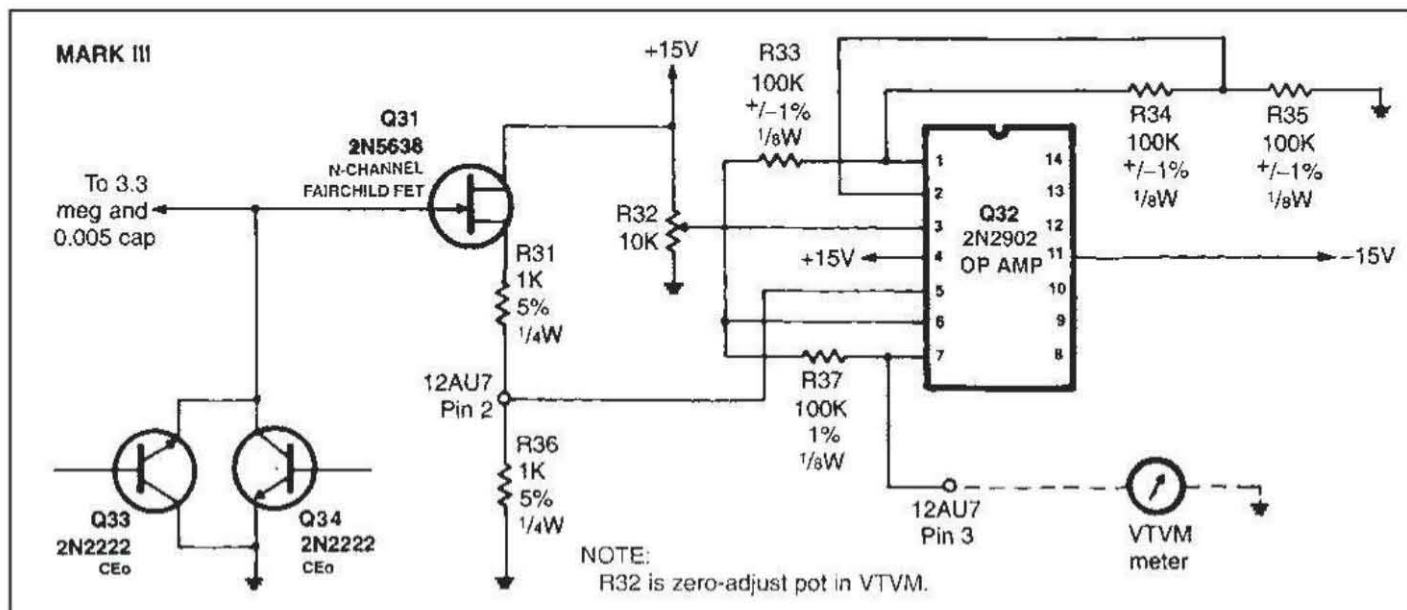 MARK III
Q31
2N5638
N-CHANNEL
FAIRCHILD FET
To 3.3
meg and
0.005 cap
R31
1K
5%
1/4W
12AU7
Pin 2
R36
1K
5%
1/4W
Q33
2N2222
CEo
Q34
2N2222
CEo
+15V
R32
10K
R33
100K
+/-1%
1/8W
+15V
1
2
3
4
5
6
7
14
13
12
11
10
9
8
Q32
2N2902
OP AMP
R34
100K
+/-1%
1/8W
R35
100K
+/-1%
1/8W
-15V
R37
100K
1%
1/8W
12AU7
Pin 3
VTVM
meter
NOTE:
R32 is zero-adjust pot in VTVM.